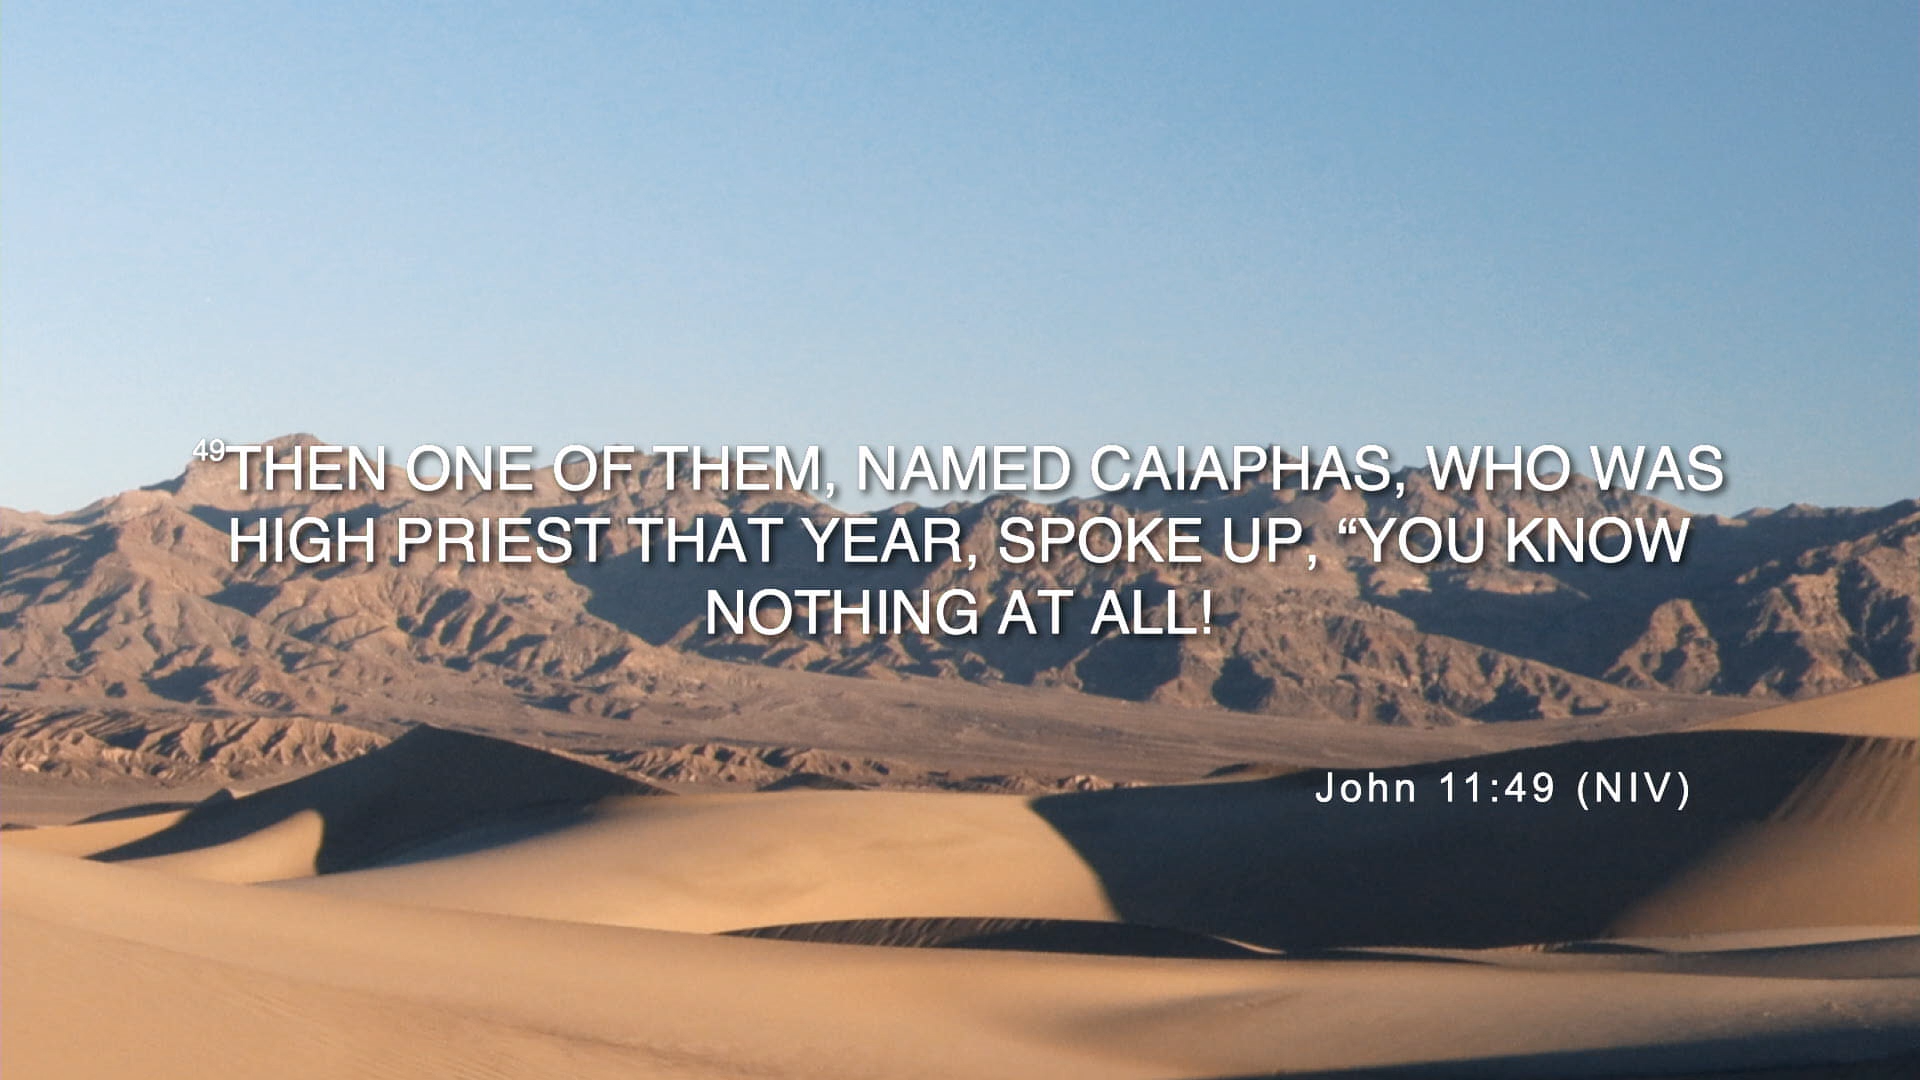 49THEN ONE OF THEM, NAMED CAIAPHAS, WHO WAS
HIGH PRIEST THAT YEAR, SPOKE UP, “YOU KNOW
NOTHING AT ALL!
John 11:49 (NIV)